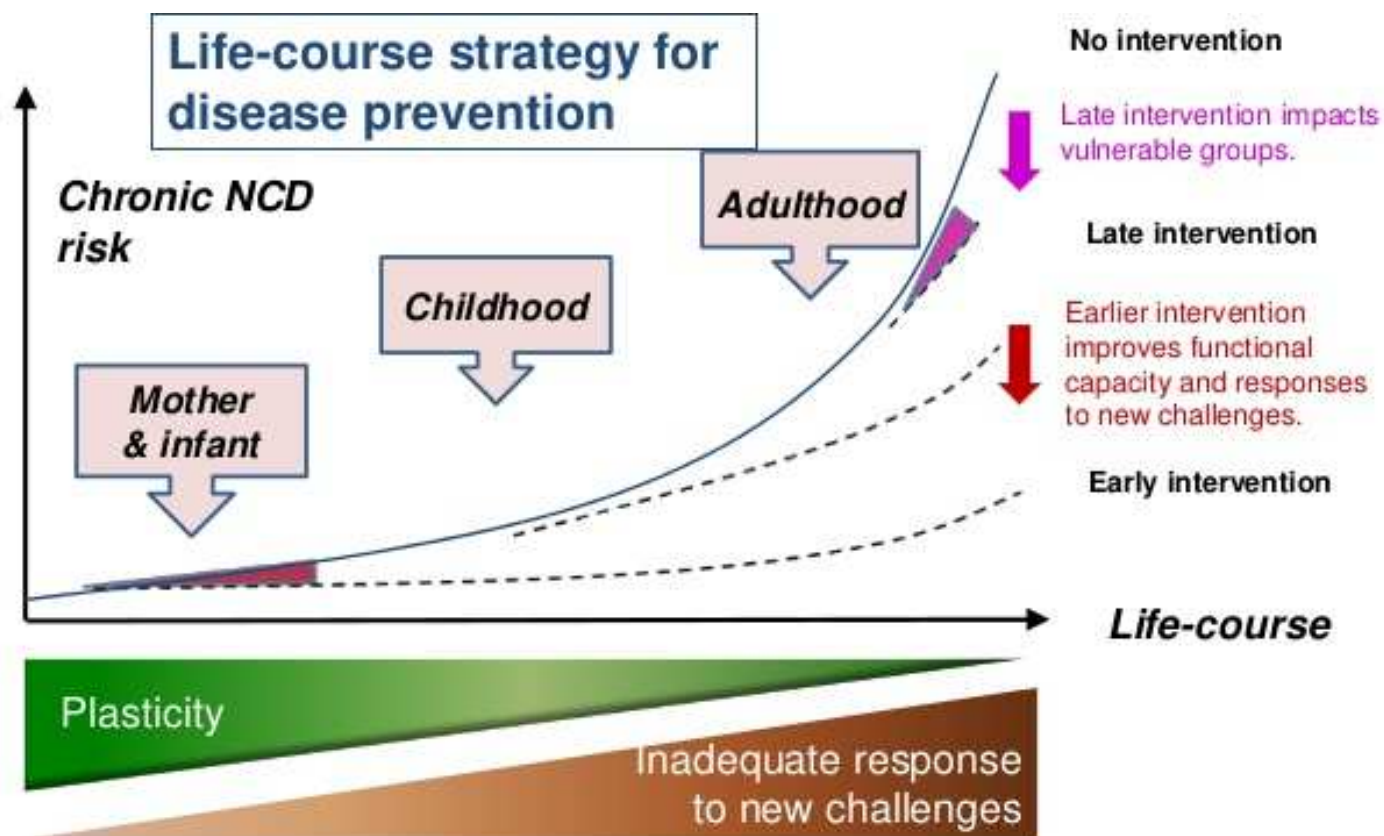 Life-course strategy for
disease prevention
No intervention
Late intervention impacts
vulnerable groups.
Chronic NCD
risk
Adulthood
Late intervention
Childhood
Earlier intervention
improves functional
capacity and responses
to new challenges.
Mother
& infant
Early intervention
Life-course
Plasticity
Inadequate response
to new challenges